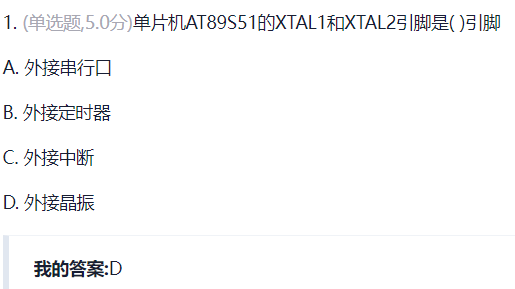 1. (单选题,5.0分)单片机AT89S51的XTAL1和XTAL2引脚是( )引脚
A. 外接串行口
B. 外接定时器
C. 外接中断
D. 外接晶振
我的答案:D